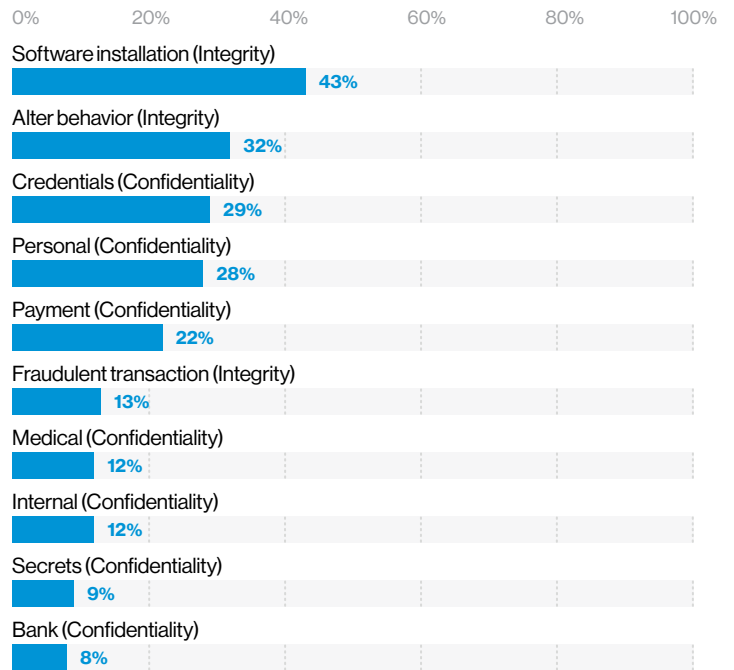 0% 20% 40% 60% 80% 100%
Software installation (Integrity)
43%
Alter behavior (Integrity)
32%
Credentials (Confidentiality)
29%
Personal (Confidentiality)
28%
Payment (Confidentiality)
22%
Fraudulent transaction (Integrity)
13%
Medical (Confidentiality)
12%
Internal (Confidentiality)
12%
Secrets (Confidentiality)
9%
Bank (Confidentiality)
8%